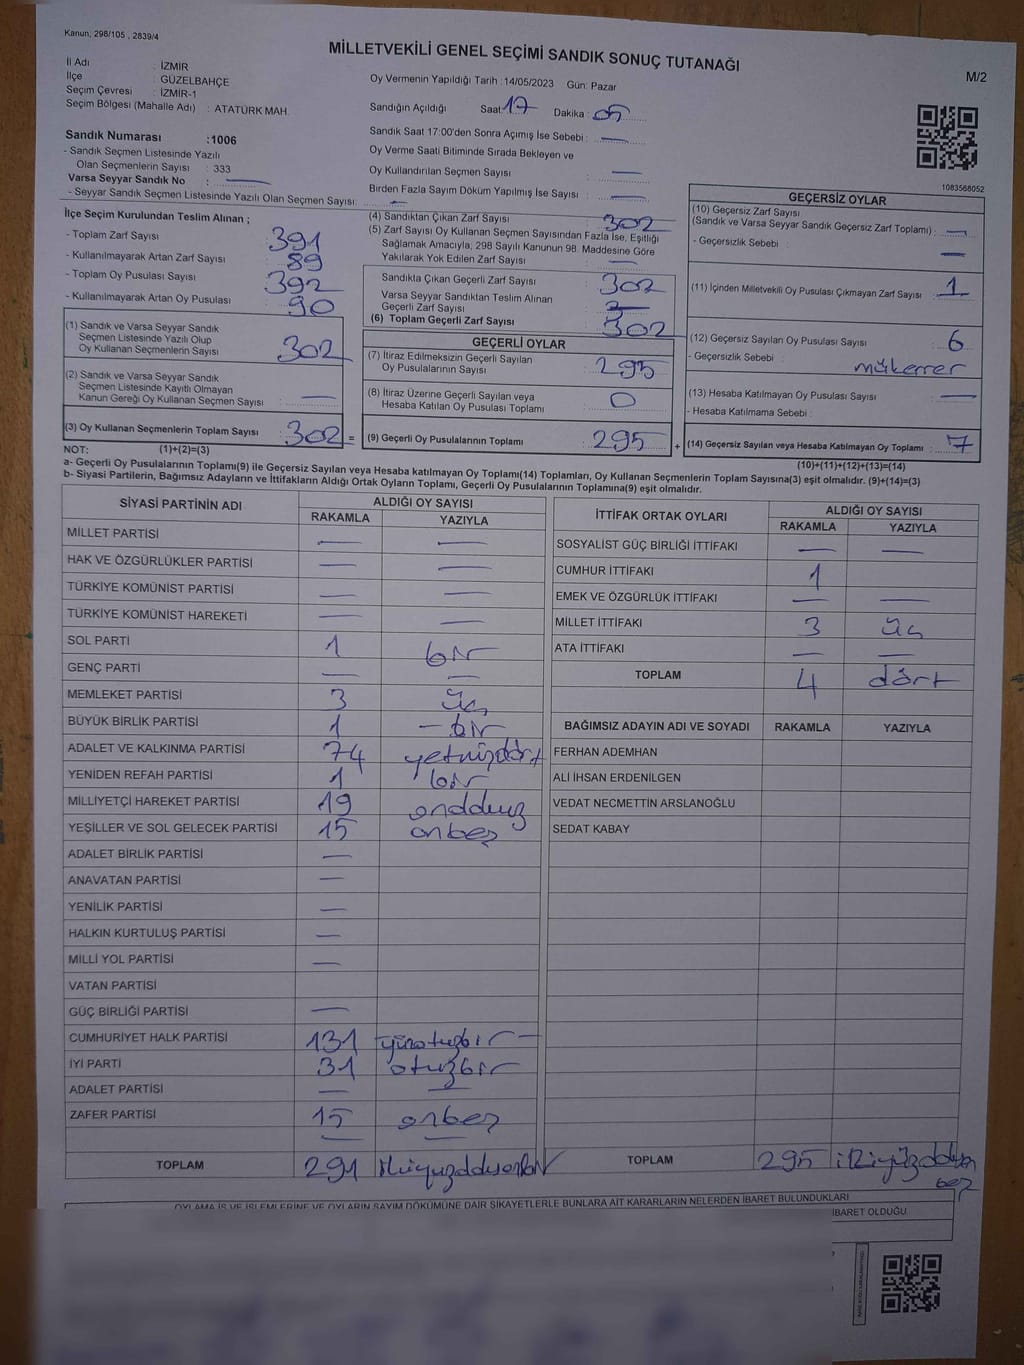 Kanun, 298/105 , 2839/4
MİLLETVEKİLİ GENEL SEÇİMİ SANDIK SONUÇ TUTANAĞI
M/2
İl Adı : İZMİR
İlçe : GÜZELBAHÇE
Seçim Çevresi : İZMİR-1
Seçim Bölgesi (Mahalle Adı) : ATATÜRK MAH.
Oy Vermenin Yapıldığı Tarih :14/05/2023 Gün: Pazar
Sandığın Açıldığı Saat: 17 Dakika : 05
Sandık Saat 17:00'den Sonra Açımış İse Sebebi : —
Oy Verme Saati Bitiminde Sırada Bekleyen ve
Oy Kullandırılan Seçmen Sayısı : —
Birden Fazla Sayım Döküm Yapılmış İse Sayısı : —
Sandık Numarası :1006
- Sandık Seçmen Listesinde Yazılı
Olan Seçmenlerin Sayısı : 333
Varsa Seyyar Sandık No : —
- Seyyar Sandık Seçmen Listesinde Yazılı Olan Seçmen Sayısı: —
1083568052
İlçe Seçim Kurulundan Teslim Alınan ;
- Toplam Zarf Sayısı : 391
- Kullanılmayarak Artan Zarf Sayısı : 89
- Toplam Oy Pusulası Sayısı : 392
- Kullanılmayarak Artan Oy Pusulası : 90
(1) Sandık ve Varsa Seyyar Sandık
Seçmen Listesinde Yazılı Olup
Oy Kullanan Seçmenlerin Sayısı : 302
(2) Sandık ve Varsa Seyyar Sandık
Seçmen Listesinde Kayıtlı Olmayan
Kanun Gereği Oy Kullanan Seçmen Sayısı : —
(3) Oy Kullanan Seçmenlerin Toplam Sayısı : 302 =
(4) Sandıktan Çıkan Zarf Sayısı : 302
(5) Zarf Sayısı Oy Kullanan Seçmen Sayısından Fazla İse, Eşitliği
Sağlamak Amacıyla; 298 Sayılı Kanunun 98. Maddesine Göre
Yakılarak Yok Edilen Zarf Sayısı : —
Sandıkta Çıkan Geçerli Zarf Sayısı : 302
Varsa Seyyar Sandıktan Teslim Alınan
Geçerli Zarf Sayısı :
(6) Toplam Geçerli Zarf Sayısı : 302
GEÇERLİ OYLAR
(7) İtiraz Edilmeksizin Geçerli Sayılan
Oy Pusulalarının Sayısı : 295
(8) İtiraz Üzerine Geçerli Sayılan veya
Hesaba Katılan Oy Pusulası Toplamı : 0
(9) Geçerli Oy Pusulalarının Toplamı : 295 +
GEÇERSİZ OYLAR
(10) Geçersiz Zarf Sayısı
(Sandık ve Varsa Seyyar Sandık Geçersiz Zarf Toplamı) : —
- Geçersizlik Sebebi : —
(11) İçinden Milletvekili Oy Pusulası Çıkmayan Zarf Sayısı : 1
(12) Geçersiz Sayılan Oy Pusulası Sayısı : 6
- Geçersizlik Sebebi : mükerrer
(13) Hesaba Katılmayan Oy Pusulası Sayısı : —
- Hesaba Katılmama Sebebi :
(14) Geçersiz Sayılan veya Hesaba Katılmayan Oy Toplamı : 7
NOT: (1)+(2)=(3)
(10)+(11)+(12)+(13)=(14)
a- Geçerli Oy Pusulalarının Toplamı(9) ile Geçersiz Sayılan veya Hesaba katılmayan Oy Toplamı(14) Toplamları, Oy Kullanan Seçmenlerin Toplam Sayısına(3) eşit olmalıdır. (9)+(14)=(3)
b- Siyasi Partilerin, Bağımsız Adayların ve İttifakların Aldığı Ortak Oyların Toplamı, Geçerli Oy Pusulalarının Toplamına(9) eşit olmalıdır.
SİYASİ PARTİNİN ADI ALDIĞI OY SAYISI
RAKAMLA YAZIYLA
MİLLET PARTİSİ — —
HAK VE ÖZGÜRLÜKLER PARTİSİ — —
TÜRKİYE KOMÜNİST PARTİSİ — —
TÜRKİYE KOMÜNİST HAREKETİ — —
SOL PARTİ 1 bir
GENÇ PARTİ — —
MEMLEKET PARTİSİ 3 üç
BÜYÜK BİRLİK PARTİSİ 1 — bir
ADALET VE KALKINMA PARTİSİ 74 yetmişdört
YENİDEN REFAH PARTİSİ 1 bir
MİLLİYETÇİ HAREKET PARTİSİ 19 ondokuz
YEŞİLLER VE SOL GELECEK PARTİSİ 15 onbeş
ADALET BİRLİK PARTİSİ —
ANAVATAN PARTİSİ —
YENİLİK PARTİSİ —
HALKIN KURTULUŞ PARTİSİ —
MİLLİ YOL PARTİSİ —
VATAN PARTİSİ
GÜÇ BİRLİĞİ PARTİSİ —
CUMHURİYET HALK PARTİSİ 131 yüzotuzbir —
İYİ PARTİ 31 otuzbir
ADALET PARTİSİ — —
ZAFER PARTİSİ 15 onbeş
— —
TOPLAM 291
İTTİFAK ORTAK OYLARI ALDIĞI OY SAYISI
RAKAMLA YAZIYLA
SOSYALİST GÜÇ BİRLİĞİ İTTİFAKI — —
CUMHUR İTTİFAKI 1
EMEK VE ÖZGÜRLÜK İTTİFAKI — —
MİLLET İTTİFAKI 3 üç
ATA İTTİFAKI — —
TOPLAM 4 dört
BAĞIMSIZ ADAYIN ADI VE SOYADI RAKAMLA YAZIYLA
FERHAN ADEMHAN
ALİ İHSAN ERDENİLGEN
VEDAT NECMETTİN ARSLANOĞLU
SEDAT KABAY
TOPLAM 295 ikiyüzdoksan
beş
OYLAMA İŞ VE İŞLEMLERİNE VE OYLARIN SAYIM DÖKÜMÜNE DAİR ŞİKAYETLERLE BUNLARA AİT KARARLARIN NELERDEN İBARET BULUNDUKLARI
İBARET OLDUĞU